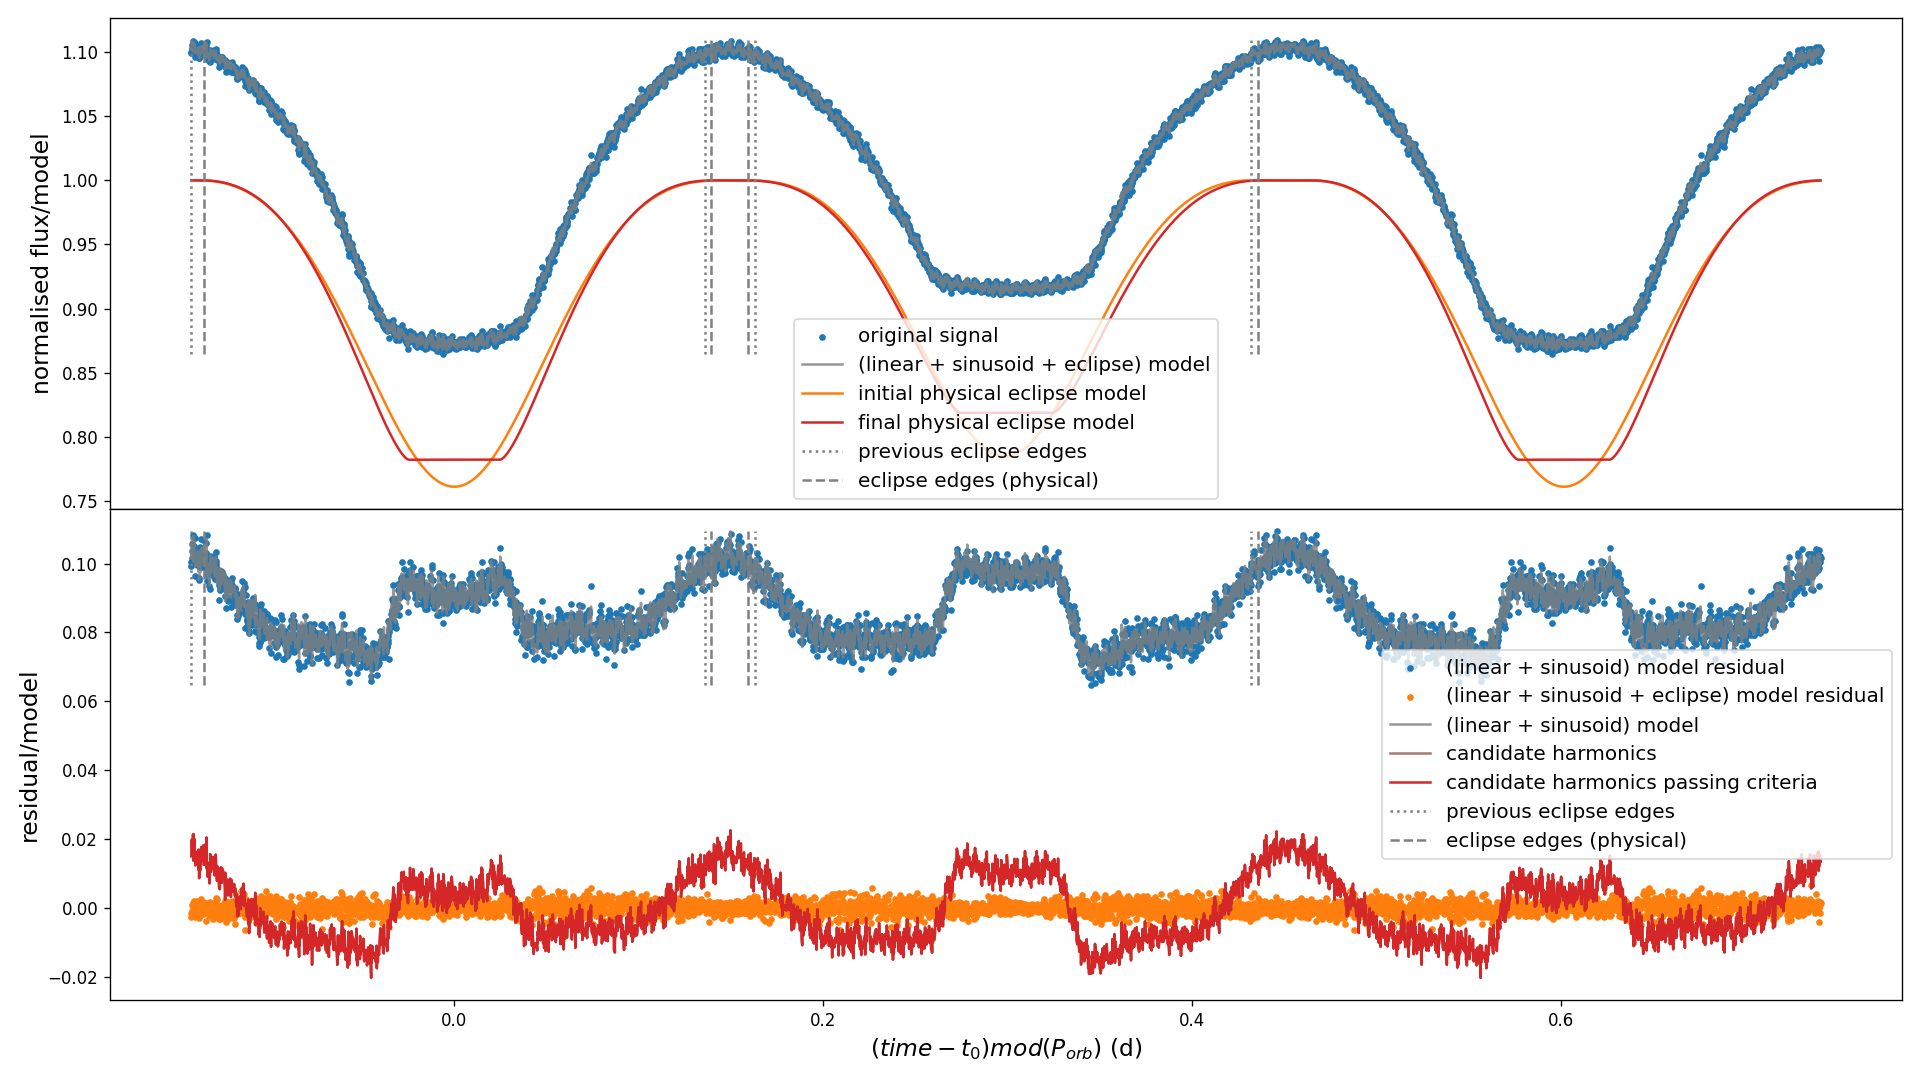 1.10
1.05
1.00
0.95
0.90
0.85
0.80
0.75
normalised flux/model
original signal
(linear + sinusoid + eclipse) model
initial physical eclipse model
final physical eclipse model
previous eclipse edges
eclipse edges (physical)
0.10
0.08
0.06
0.04
0.02
0.00
−0.02
residual/model
(linear + sinusoid) model residual
(linear + sinusoid + eclipse) model residual
(linear + sinusoid) model
candidate harmonics
candidate harmonics passing criteria
previous eclipse edges
eclipse edges (physical)
0.0 0.2 0.4 0.6
(time − t₀)mod(P_orb) (d)